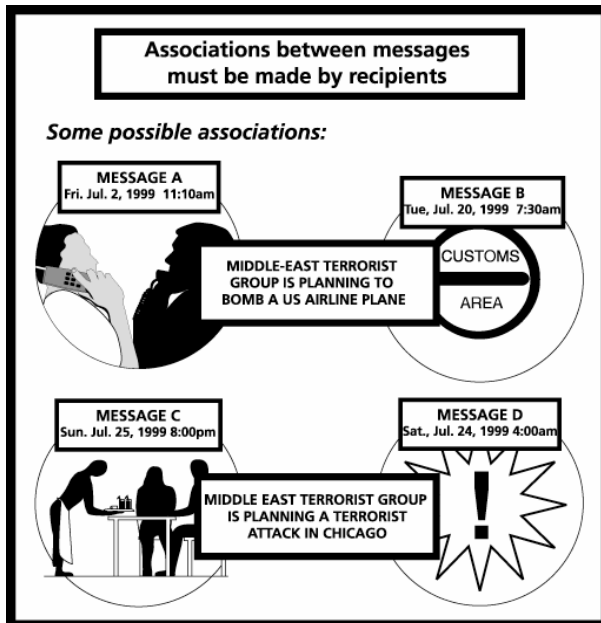 Associations between messages
must be made by recipients
Some possible associations:
MESSAGE A
Fri. Jul. 2, 1999 11:10am
MESSAGE B
Tue, Jul. 20, 1999 7:30am
MIDDLE-EAST TERRORIST
GROUP IS PLANNING TO
BOMB A US AIRLINE PLANE
CUSTOMS
AREA
MESSAGE C
Sun. Jul. 25, 1999 8:00pm
MESSAGE D
Sat., Jul. 24, 1999 4:00am
MIDDLE EAST TERRORIST GROUP
IS PLANNING A TERRORIST
ATTACK IN CHICAGO
!